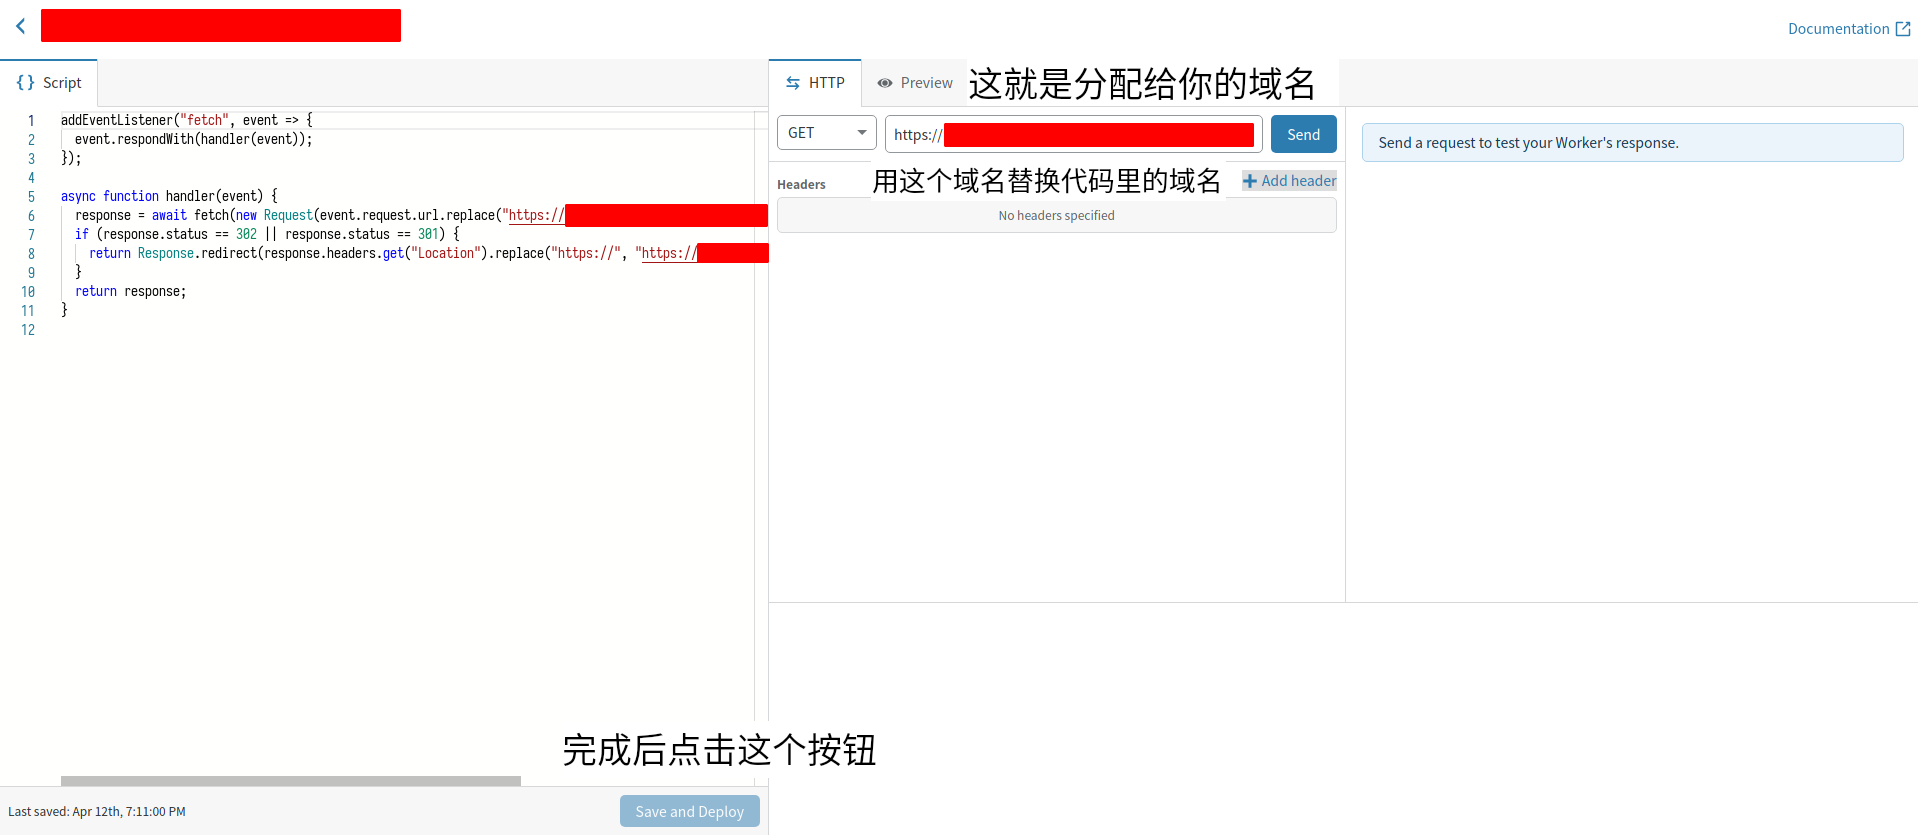 Documentation
{ } Script
HTTP
Preview
这就是分配给你的域名
1 addEventListener("fetch", event => {
2 event.respondWith(handler(event));
3 });
4
5 async function handler(event) {
6 response = await fetch(new Request(event.request.url.replace("https://
7 if (response.status == 302 || response.status == 301) {
8 return Response.redirect(response.headers.get("Location").replace("https://", "https://
9 }
10 return response;
11 }
12
GET
https://
Send
Headers
用这个域名替换代码里的域名
Add header
No headers specified
Send a request to test your Worker's response.
完成后点击这个按钮
Last saved: Apr 12th, 7:11:00 PM
Save and Deploy